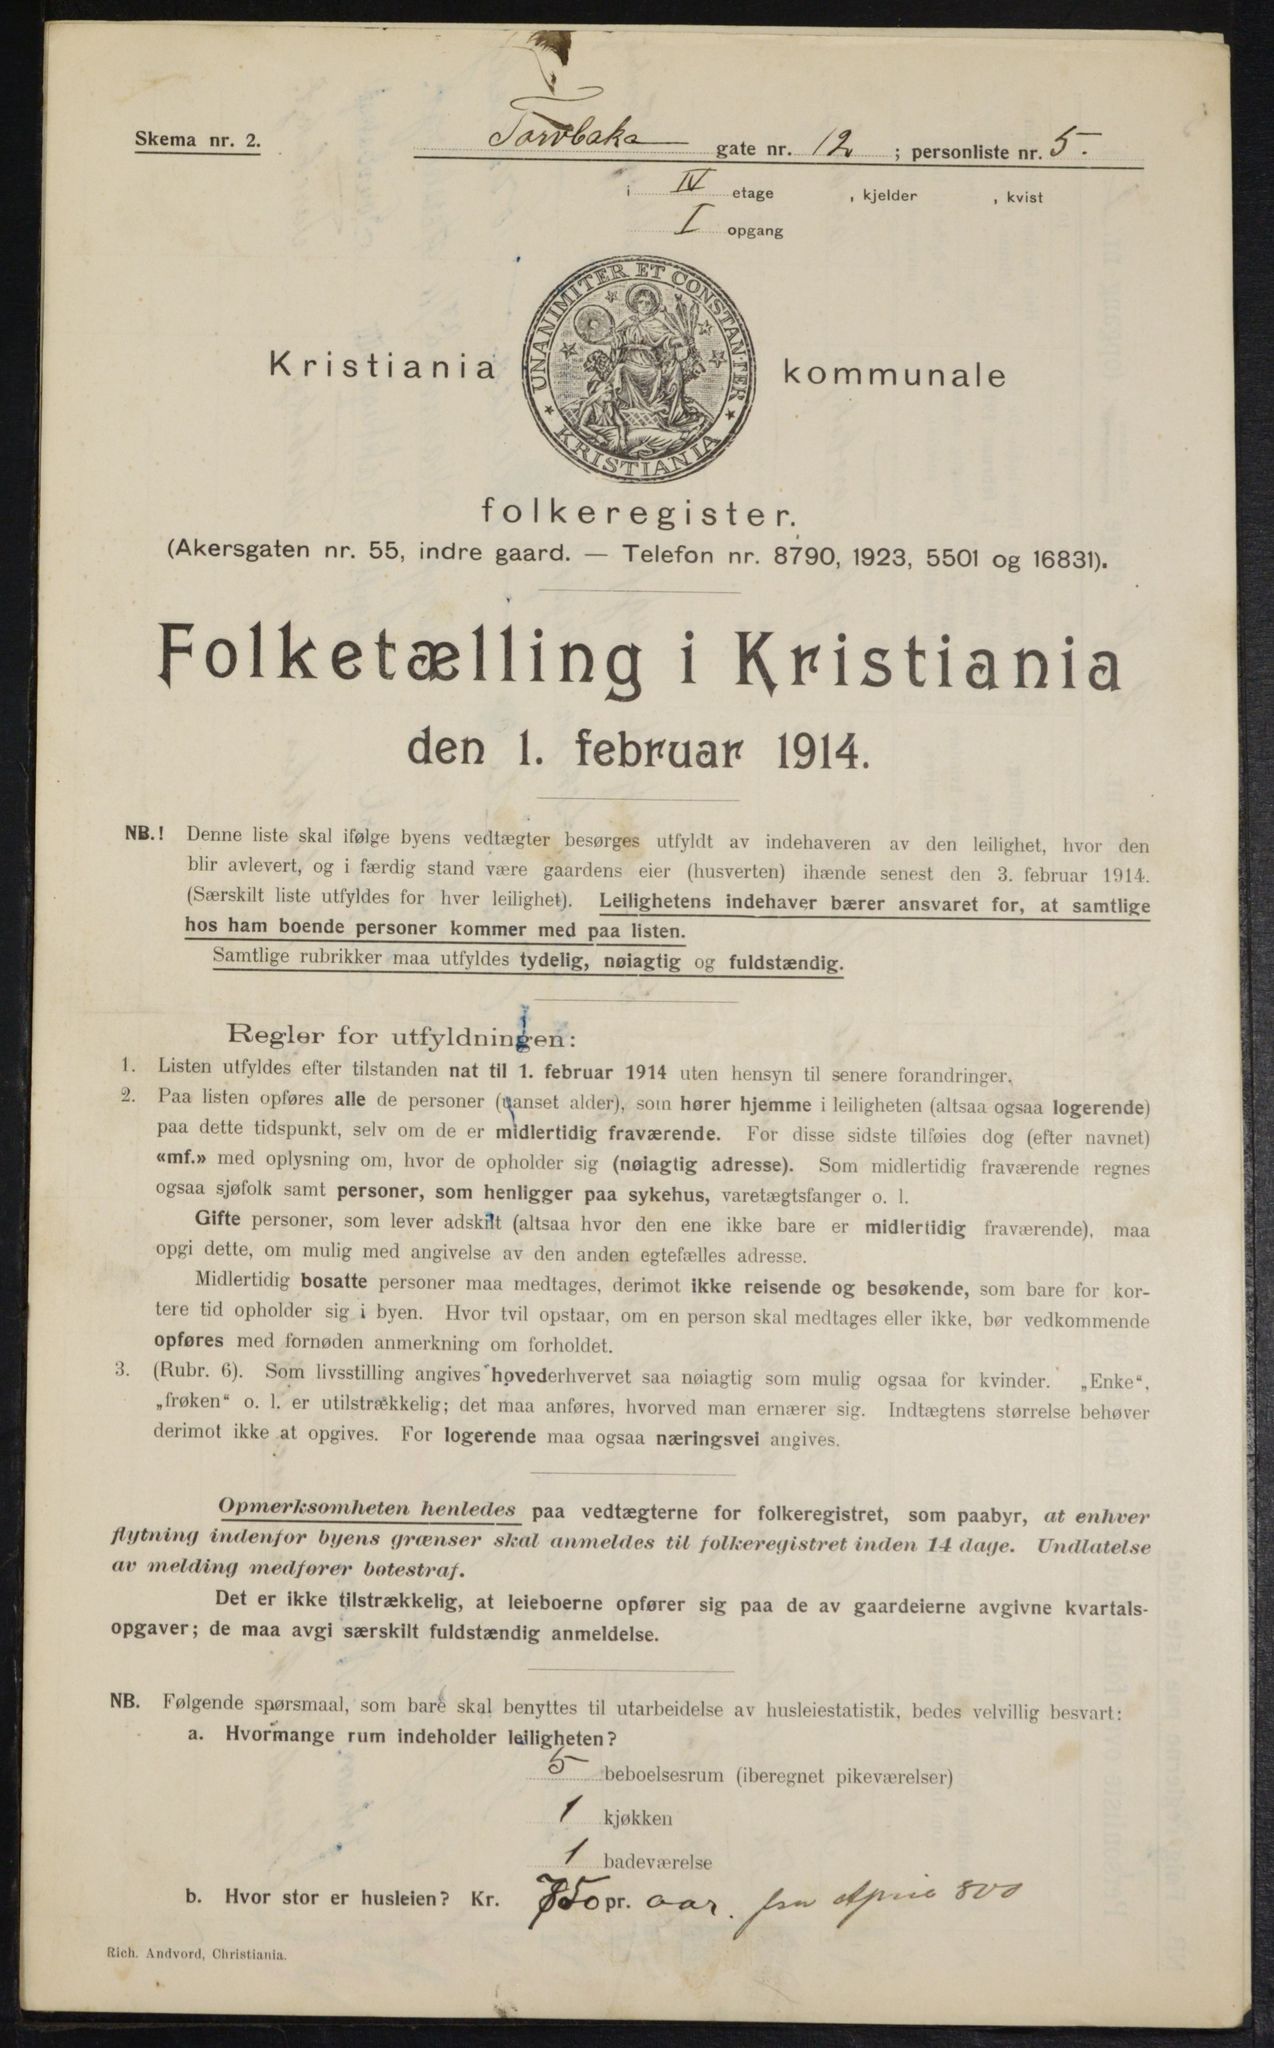 Skema nr. 2.
Torvbak gate nr. 12 ; personliste nr. 5.
i IV etage , kjelder , kvist
I opgang
UNANIMITER ET CONSTANTER
KRISTIANIA
Kristiania kommunale
folkeregister.
(Akersgaten nr. 55, indre gaard. — Telefon nr. 8790, 1923, 5501 og 16831).
Folketælling i Kristiania
den 1. februar 1914.
NB.! Denne liste skal ifølge byens vedtægter besørges utfyldt av indehaveren av den leilighet, hvor den
blir avlevert, og i færdig stand være gaardens eier (husverten) ihænde senest den 3. februar 1914.
(Særskilt liste utfyldes for hver leilighet). Leilighetens indehaver bærer ansvaret for, at samtlige
hos ham boende personer kommer med paa listen.
Samtlige rubrikker maa utfyldes tydelig, nøiagtig og fuldstændig.
Regler for utfyldningen:
1. Listen utfyldes efter tilstanden nat til 1. februar 1914 uten hensyn til senere forandringer.
2. Paa listen opføres alle de personer (uanset alder), som hører hjemme i leiligheten (altsaa ogsaa logerende)
paa dette tidspunkt, selv om de er midlertidig fraværende. For disse sidste tilføies dog (efter navnet)
«mf.» med oplysning om, hvor de opholder sig (nøiagtig adresse). Som midlertidig fraværende regnes
ogsaa sjøfolk samt personer, som henligger paa sykehus, varetægtsfanger o. l.
Gifte personer, som lever adskilt (altsaa hvor den ene ikke bare er midlertidig fraværende), maa
opgi dette, om mulig med angivelse av den anden egtefælles adresse.
Midlertidig bosatte personer maa medtages, derimot ikke reisende og besøkende, som bare for kor-
tere tid opholder sig i byen. Hvor tvil opstaar, om en person skal medtages eller ikke, bør vedkommende
opføres med fornøden anmerkning om forholdet.
3. (Rubr. 6). Som livsstilling angives hovederhvervet saa nøiagtig som mulig ogsaa for kvinder. „Enke“,
„frøken“ o. l. er utilstrækkelig; det maa anføres, hvorved man ernærer sig. Indtægtens størrelse behøver
derimot ikke at opgives. For logerende maa ogsaa næringsvei angives.
Opmerksomheten henledes paa vedtægterne for folkeregistret, som paabyr, at enhver
flytning indenfor byens grænser skal anmeldes til folkeregistret inden 14 dage. Undlatelse
av melding medfører bøtestraf.
Det er ikke tilstrækkelig, at leieboerne opfører sig paa de av gaardeierne avgivne kvartals-
opgaver; de maa avgi særskilt fuldstændig anmeldelse.
NB. Følgende spørsmaal, som bare skal benyttes til utarbeidelse av husleiestatistik, bedes velvillig besvart:
a. Hvormange rum indeholder leiligheten?
5 beboelsesrum (iberegnet pikeværelser)
1 kjøkken
1 badeværelse
b. Hvor stor er husleien? Kr. 750 pr. aar. fra April 800
Rich. Andvord, Christiania.